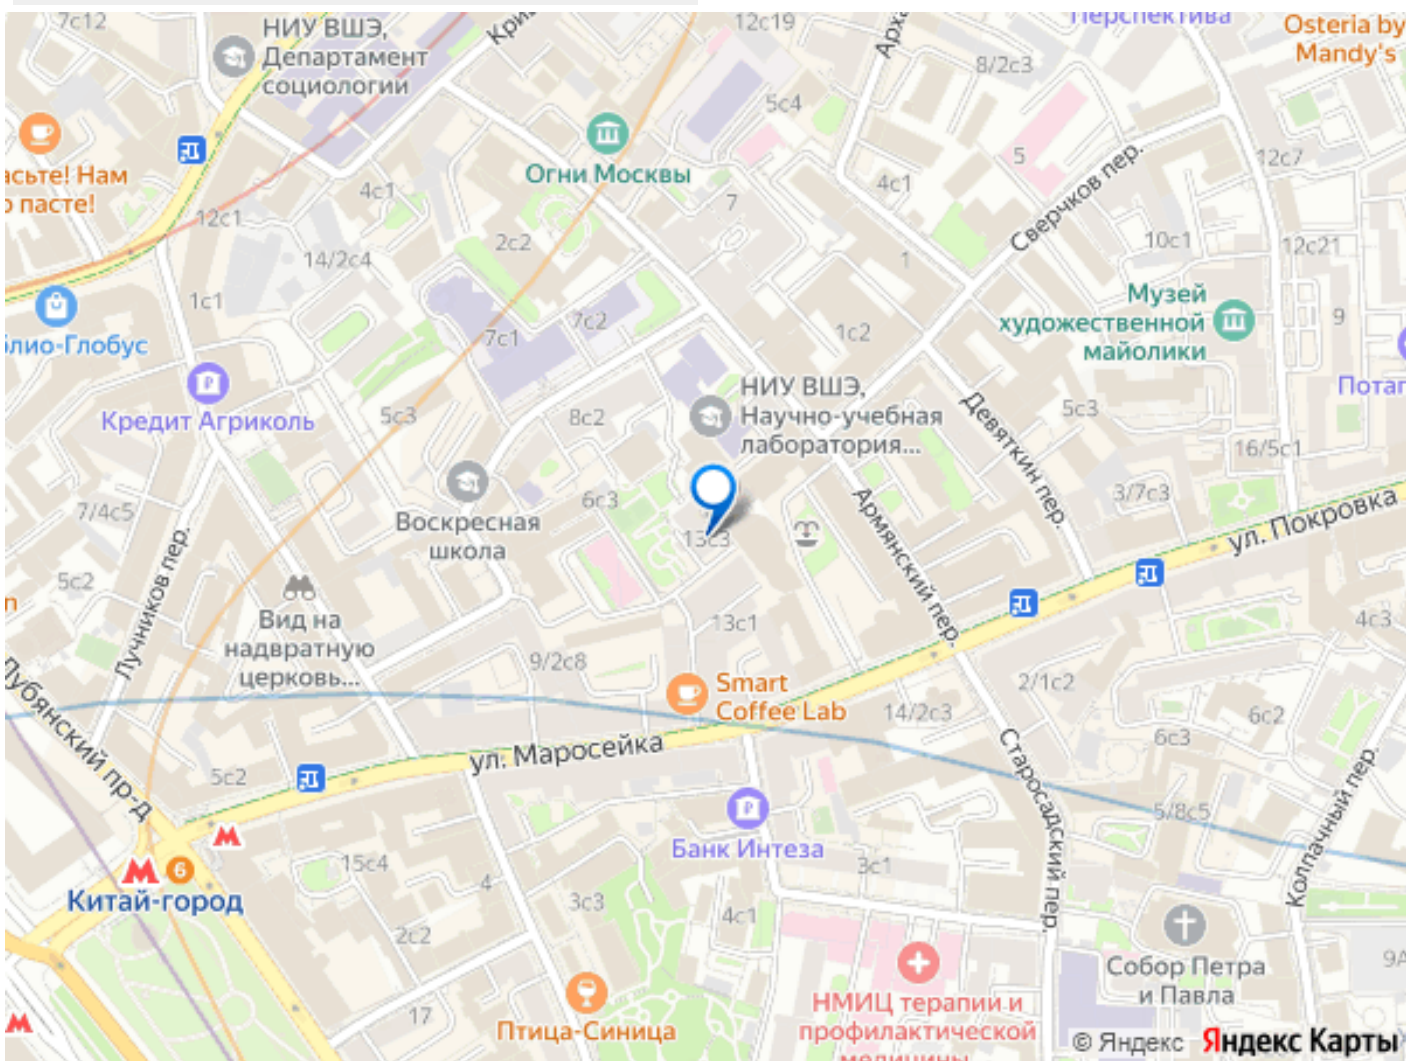 7с12
НИУ ВШЭ,
Департамент
социологии
12с19
Перспектива
Osteria by
Mandy's
8/2с3
5с4
Огни Москвы
асьте! Нам
о пасте!
4с1
12с1
7
4с1
5
Сверчков пер.
12с7
10с1
12с21
2с2
14/2с4
1
1с1
блио-Глобус
7с1
7с2
1с2
Музей
художественной
майолики
9
Кредит Агриколь
5с3
8с2
НИУ ВШЭ,
Научно-учебная
лаборатория...
Девяткин пер.
5с3
Потап
16/5с1
7/4с5
Воскресная
школа
6с3
13с3
Армянский пер.
3/7с3
ул. Покровка
5с2
Лучников пер.
Вид на
надвратную
церковь...
13с1
9/2с8
4с3
Лубянский пр-д
Smart
Coffee Lab
14/2с3
2/1с2
6с2
6с3
ул. Маросейка
5с2
Старосадский пер.
5/8с5
Колпачный пер.
Банк Интеза
15с4
4
3с1
6
Китай-город
3с3
4с1
2с2
17
Птица-Синица
НМИЦ терапии и
профилактической
медицины...
Собор Петра
и Павла
9А
© Яндекс Яндекс Карты